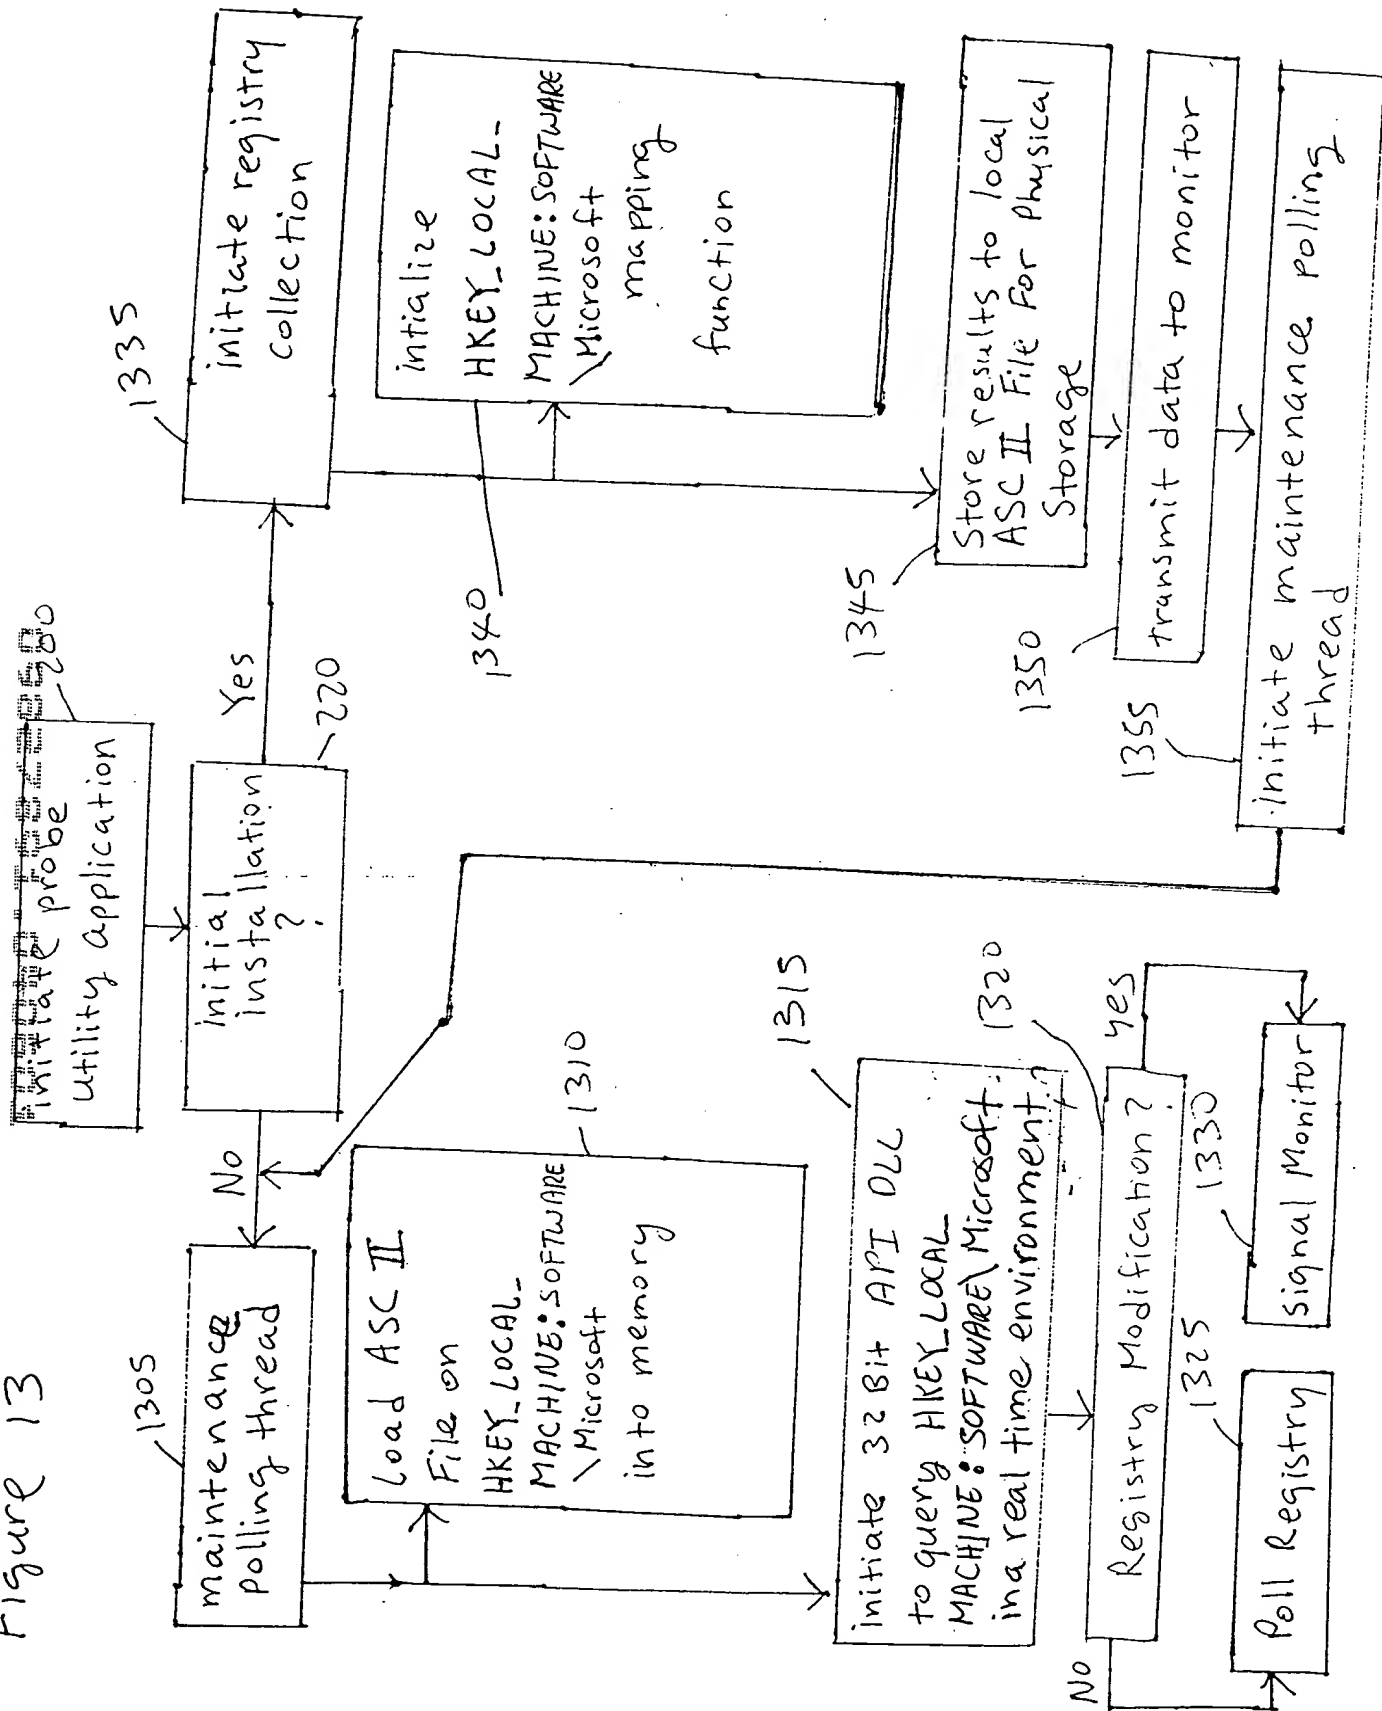 Figure 13
initiate probe
utility application
200
initial
installation
?
220
No
Yes
1305
maintenance
polling thread
Load ASC II
File on
HKEY_LOCAL_
MACHINE:SOFTWARE
\Microsoft
into memory
1310
initiate 32 Bit API DLL
to query HKEY_LOCAL_
MACHINE:SOFTWARE\Microsoft
in a real time environment
1315
1320
Registry Modification?
No
yes
1325
Poll Registry
1330
signal Monitor
1335
initiate registry
collection
intialize
HKEY_LOCAL_
MACHINE:SOFTWARE
\Microsoft
mapping
function
1340
1345
Store results to local
ASC II File For Physical
Storage
1350
transmit data to monitor
1355
initiate maintenance polling
thread